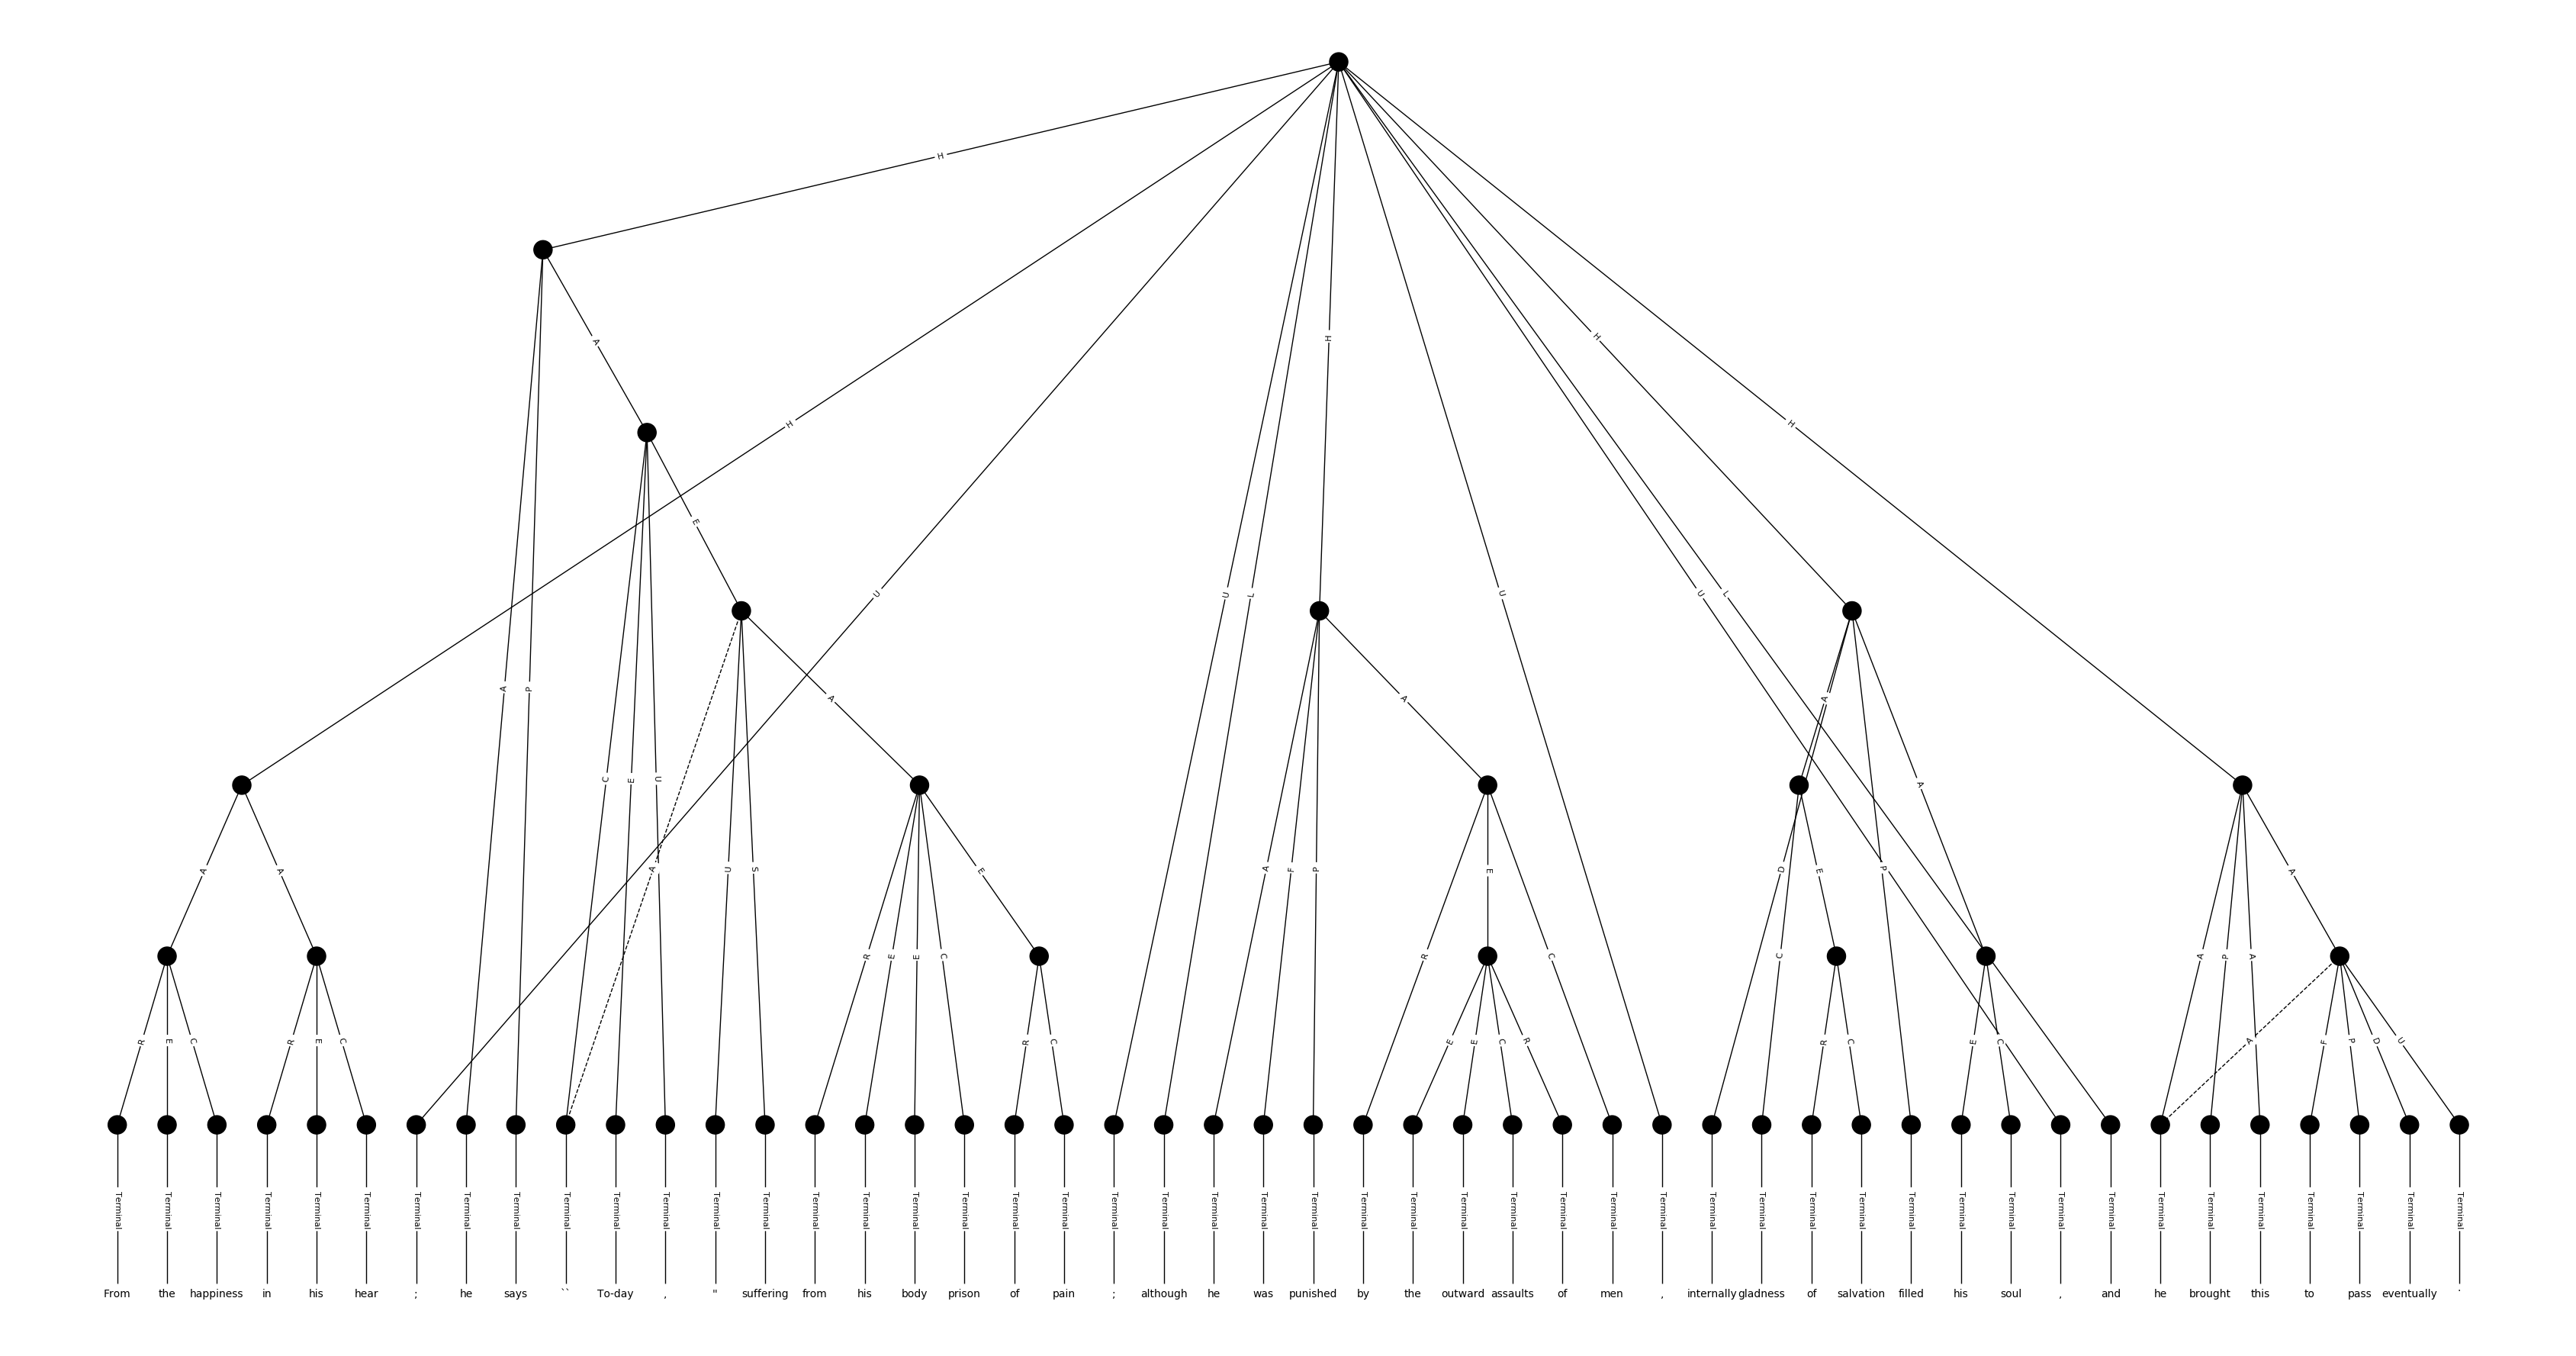 H
A
H
E
U
A
P
H
U
L
U
H
U
L
H
A
A
C
E
U
A
A
A
A
A
A
U
S
E
A
F
P
E
D
E
P
A
R
E
E
C
R
C
C
A
P
A
R E C R E C R C E E C R R C E C A F P D U
Terminal Terminal Terminal Terminal Terminal Terminal Terminal Terminal Terminal Terminal Terminal Terminal Terminal Terminal Terminal Terminal Terminal Terminal Terminal Terminal Terminal Terminal Terminal Terminal Terminal Terminal Terminal Terminal Terminal Terminal Terminal Terminal Terminal Terminal Terminal Terminal Terminal Terminal Terminal Terminal Terminal Terminal Terminal Terminal Terminal Terminal Terminal Terminal
From the happiness in his hear ; he says `` To-day , " suffering from his body prison of pain ; although he was punished by the outward assaults of men , internally gladness of salvation filled his soul , and he brought this to pass eventually .